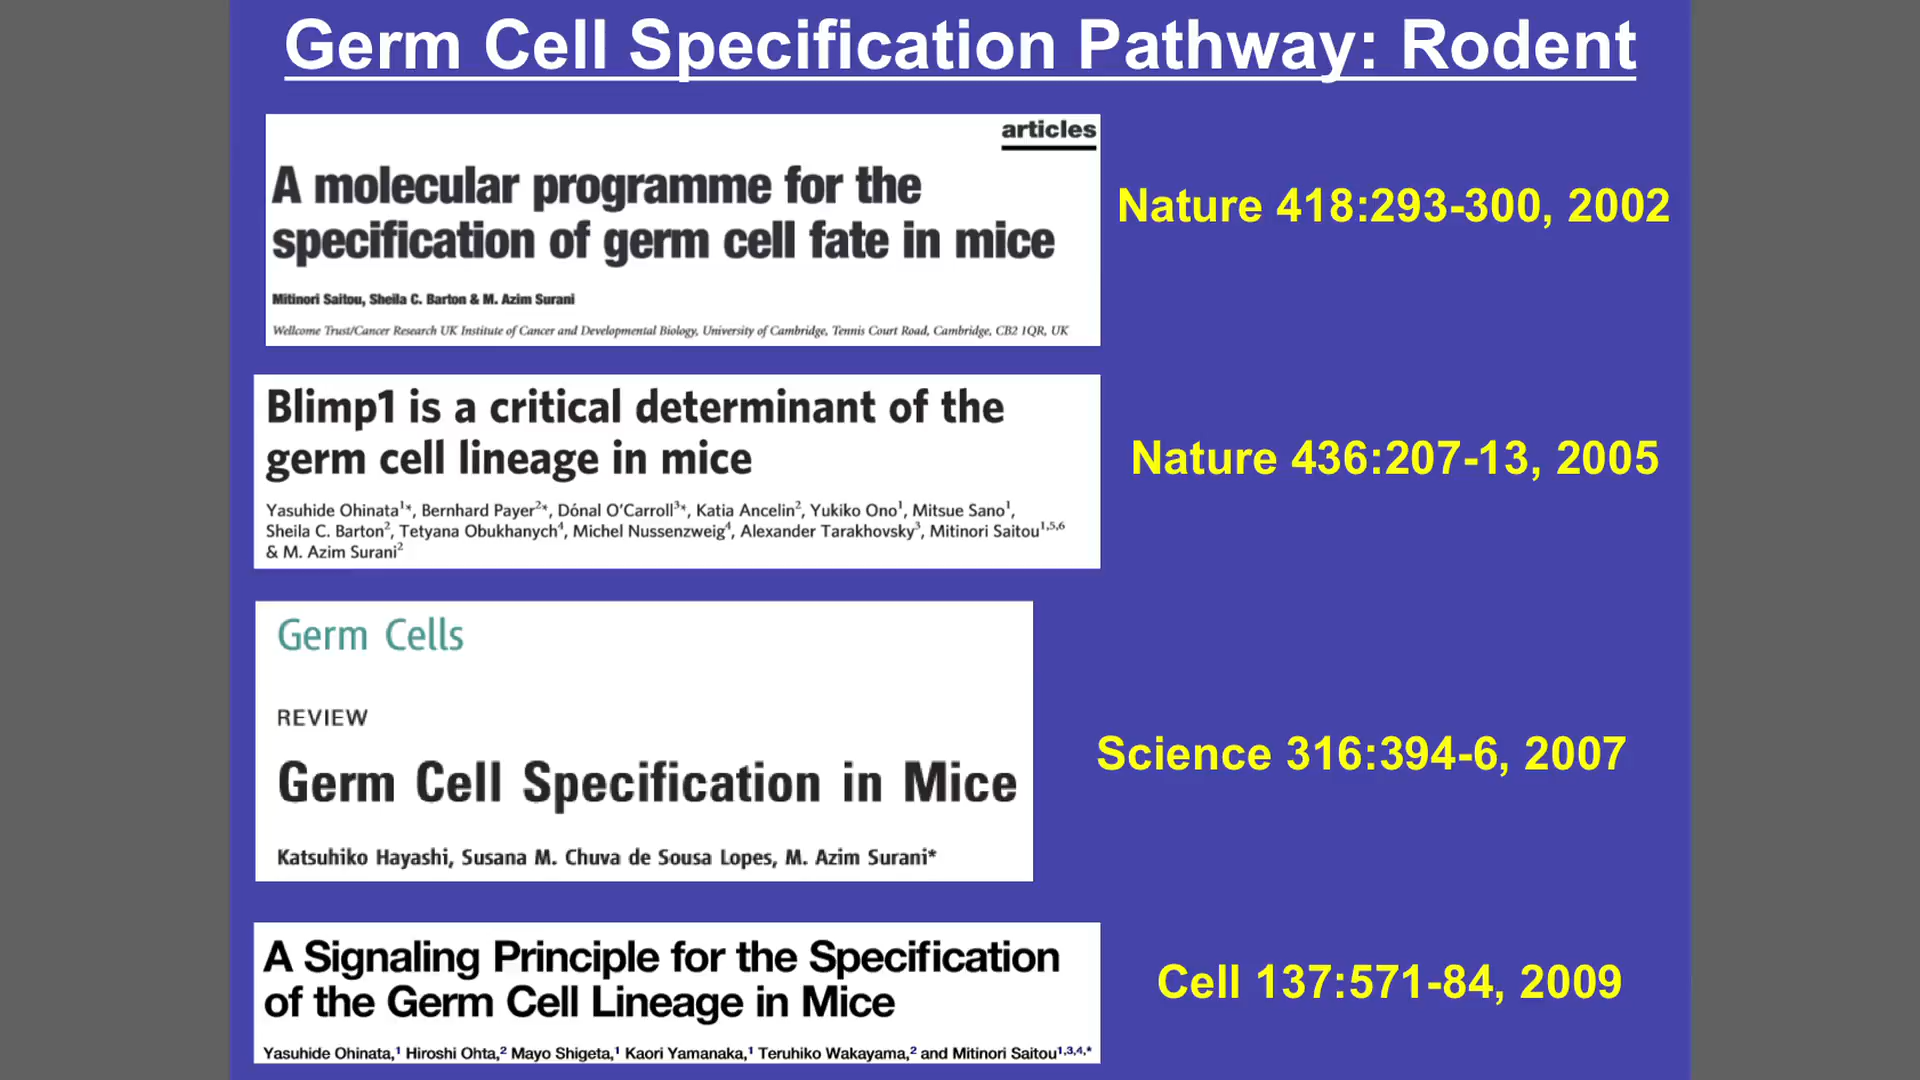 Germ Cell Specification Pathway: Rodent
articles
A molecular programme for the
specification of germ cell fate in mice
Mitinori Saitou, Sheila C. Barton & M. Azim Surani
Wellcome Trust/Cancer Research UK Institute of Cancer and Developmental Biology, University of Cambridge, Tennis Court Road, Cambridge, CB2 1QR, UK
Nature 418:293-300, 2002
Blimp1 is a critical determinant of the
germ cell lineage in mice
Yasuhide Ohinata¹*, Bernhard Payer²*, Dónal O'Carroll³*, Katia Ancelin², Yukiko Ono¹, Mitsue Sano¹,
Sheila C. Barton², Tetyana Obukhanych⁴, Michel Nussenzweig⁴, Alexander Tarakhovsky³, Mitinori Saitou¹,⁵,⁶
& M. Azim Surani²
Nature 436:207-13, 2005
Germ Cells
REVIEW
Germ Cell Specification in Mice
Katsuhiko Hayashi, Susana M. Chuva de Sousa Lopes, M. Azim Surani*
Science 316:394-6, 2007
A Signaling Principle for the Specification
of the Germ Cell Lineage in Mice
Yasuhide Ohinata,¹ Hiroshi Ohta,² Mayo Shigeta,¹ Kaori Yamanaka,¹ Teruhiko Wakayama,² and Mitinori Saitou¹,³,⁴,*
Cell 137:571-84, 2009